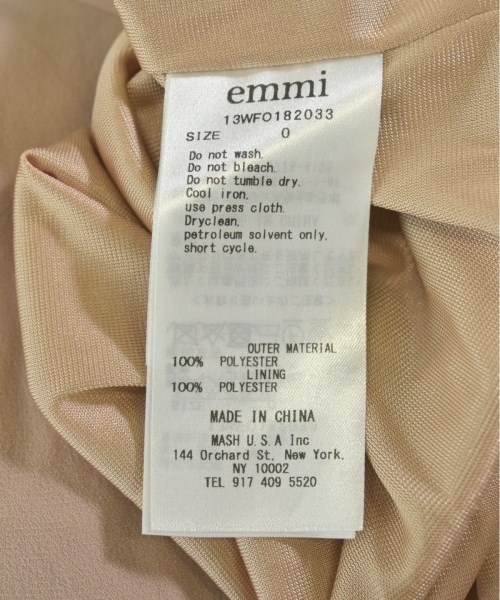 emmi
13WFO182033
SIZE 0
Do not wash.
Do not bleach.
Do not tumble dry.
Cool iron.
use press cloth.
Dryclean,
petroleum solvent only.
short cycle.
OUTER MATERIAL
100% POLYESTER
LINING
100% POLYESTER
MADE IN CHINA
MASH U.S.A Inc
144 Orchard St, New York.
NY 10002
TEL 917 409 5520